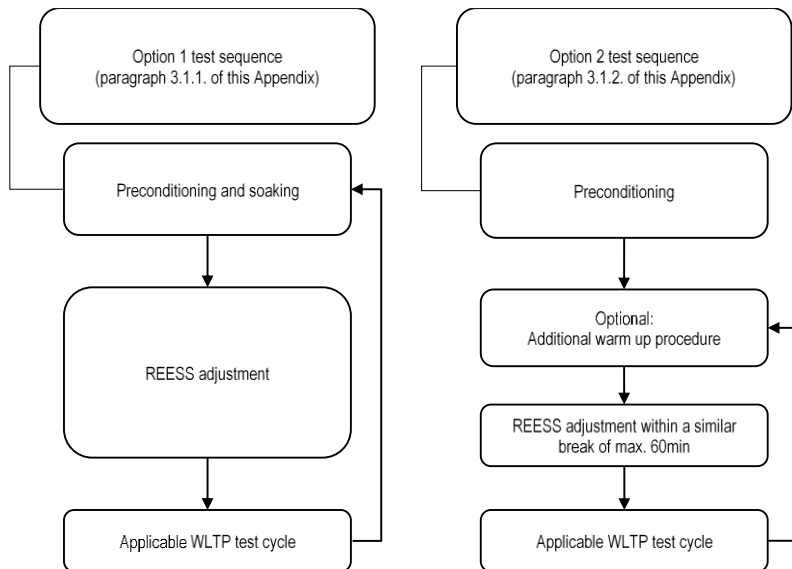 Option 1 test sequence
(paragraph 3.1.1. of this Appendix)
Preconditioning and soaking
REESS adjustment
Applicable WLTP test cycle
Option 2 test sequence
(paragraph 3.1.2. of this Appendix)
Preconditioning
Optional:
Additional warm up procedure
REESS adjustment within a similar
break of max. 60min
Applicable WLTP test cycle